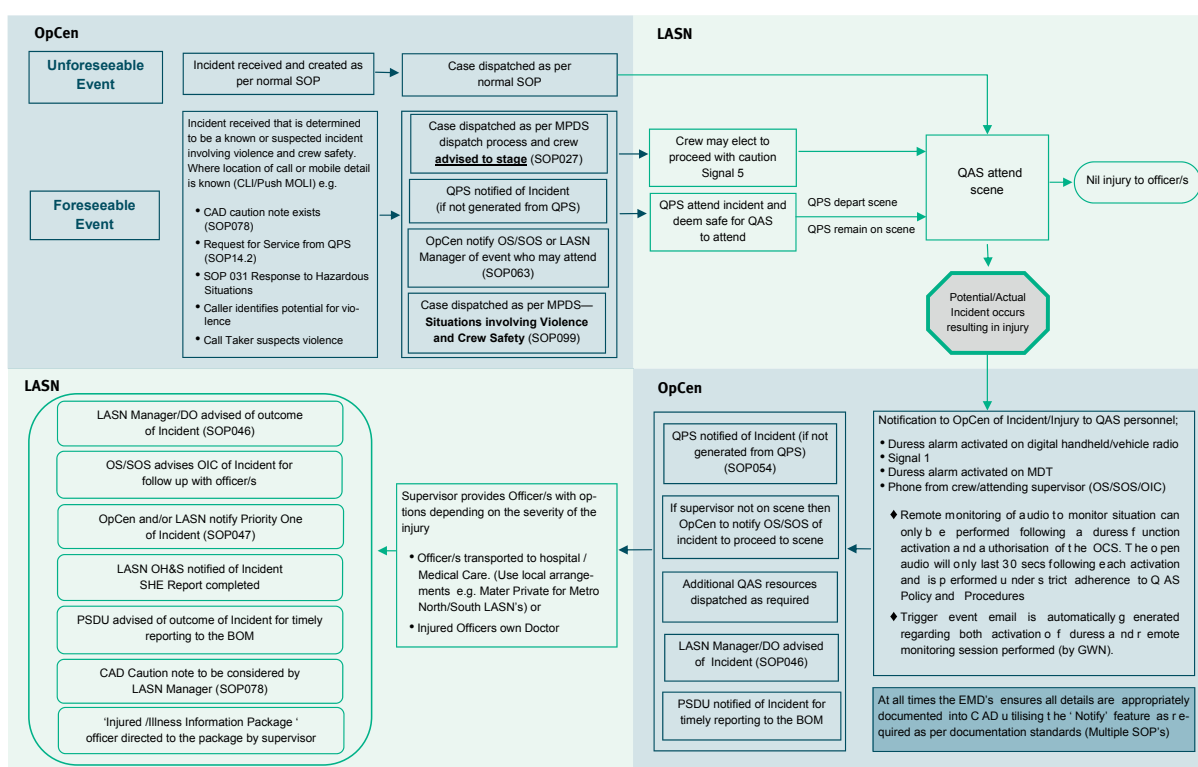 OpCen
Unforeseeable
Event
Incident received and created as
per normal SOP
Case dispatched as per
normal SOP
Foreseeable
Event
Incident received that is determined
to be a known or suspected incident
involving violence and crew safety.
Where location of call or mobile detail
is known (CLI/Push MOLI) e.g.
• CAD caution note exists
(SOP078)
• Request for Service from QPS
(SOP14.2)
• SOP 031 Response to Hazardous
Situations
• Caller identifies potential for vio-
lence
• Call Taker suspects violence
Case dispatched as per MPDS
dispatch process and crew
advised to stage (SOP027)
QPS notified of Incident
(if not generated from QPS)
OpCen notify OS/SOS or LASN
Manager of event who may attend
(SOP063)
Case dispatched as per MPDS—
Situations involving Violence
and Crew Safety (SOP099)
LASN
Crew may elect to
proceed with caution
Signal 5
QPS attend incident and
deem safe for QAS
to attend
QPS depart scene
QPS remain on scene
QAS attend
scene
Nil injury to officer/s
Potential/Actual
Incident occurs
resulting in injury
OpCen
Notification to OpCen of Incident/Injury to QAS personnel;
• Duress alarm activated on digital handheld/vehicle radio
• Signal 1
• Duress alarm activated on MDT
• Phone from crew/attending supervisor (OS/SOS/OIC)
♦ Remote monitoring of audio to monitor situation can
only b e performed following a duress f unction
activation a nd a uthorisation of t he OCS. T he o pen
audio will only last 30 secs following each activation
and is p erformed u nder s trict adherence to Q AS
Policy and Procedures
♦ Trigger event email is automatically g enerated
regarding both activation o f duress a nd r emote
monitoring session performed (by GWN).
At all times the EMD's ensures all details are appropriately
documented into C AD u tilising t he ' Notify' feature as r e-
quired as per documentation standards (Multiple SOP's)
QPS notified of Incident (if not
generated from QPS)
(SOP054)
If supervisor not on scene then
OpCen to notify OS/SOS of
incident to proceed to scene
Additional QAS resources
dispatched as required
LASN Manager/DO advised
of Incident (SOP046)
PSDU notified of Incident for
timely reporting to the BOM
LASN
Supervisor provides Officer/s with op-
tions depending on the severity of the
injury
• Officer/s transported to hospital /
Medical Care. (Use local arrange-
ments e.g. Mater Private for Metro
North/South LASN's) or
• Injured Officers own Doctor
LASN Manager/DO advised of outcome
of Incident (SOP046)
OS/SOS advises OIC of Incident for
follow up with officer/s
OpCen and/or LASN notify Priority One
of Incident (SOP047)
LASN OH&S notified of Incident
SHE Report completed
PSDU advised of outcome of Incident for timely
reporting to the BOM
CAD Caution note to be considered by
LASN Manager (SOP078)
'Injured /Illness Information Package '
officer directed to the package by supervisor